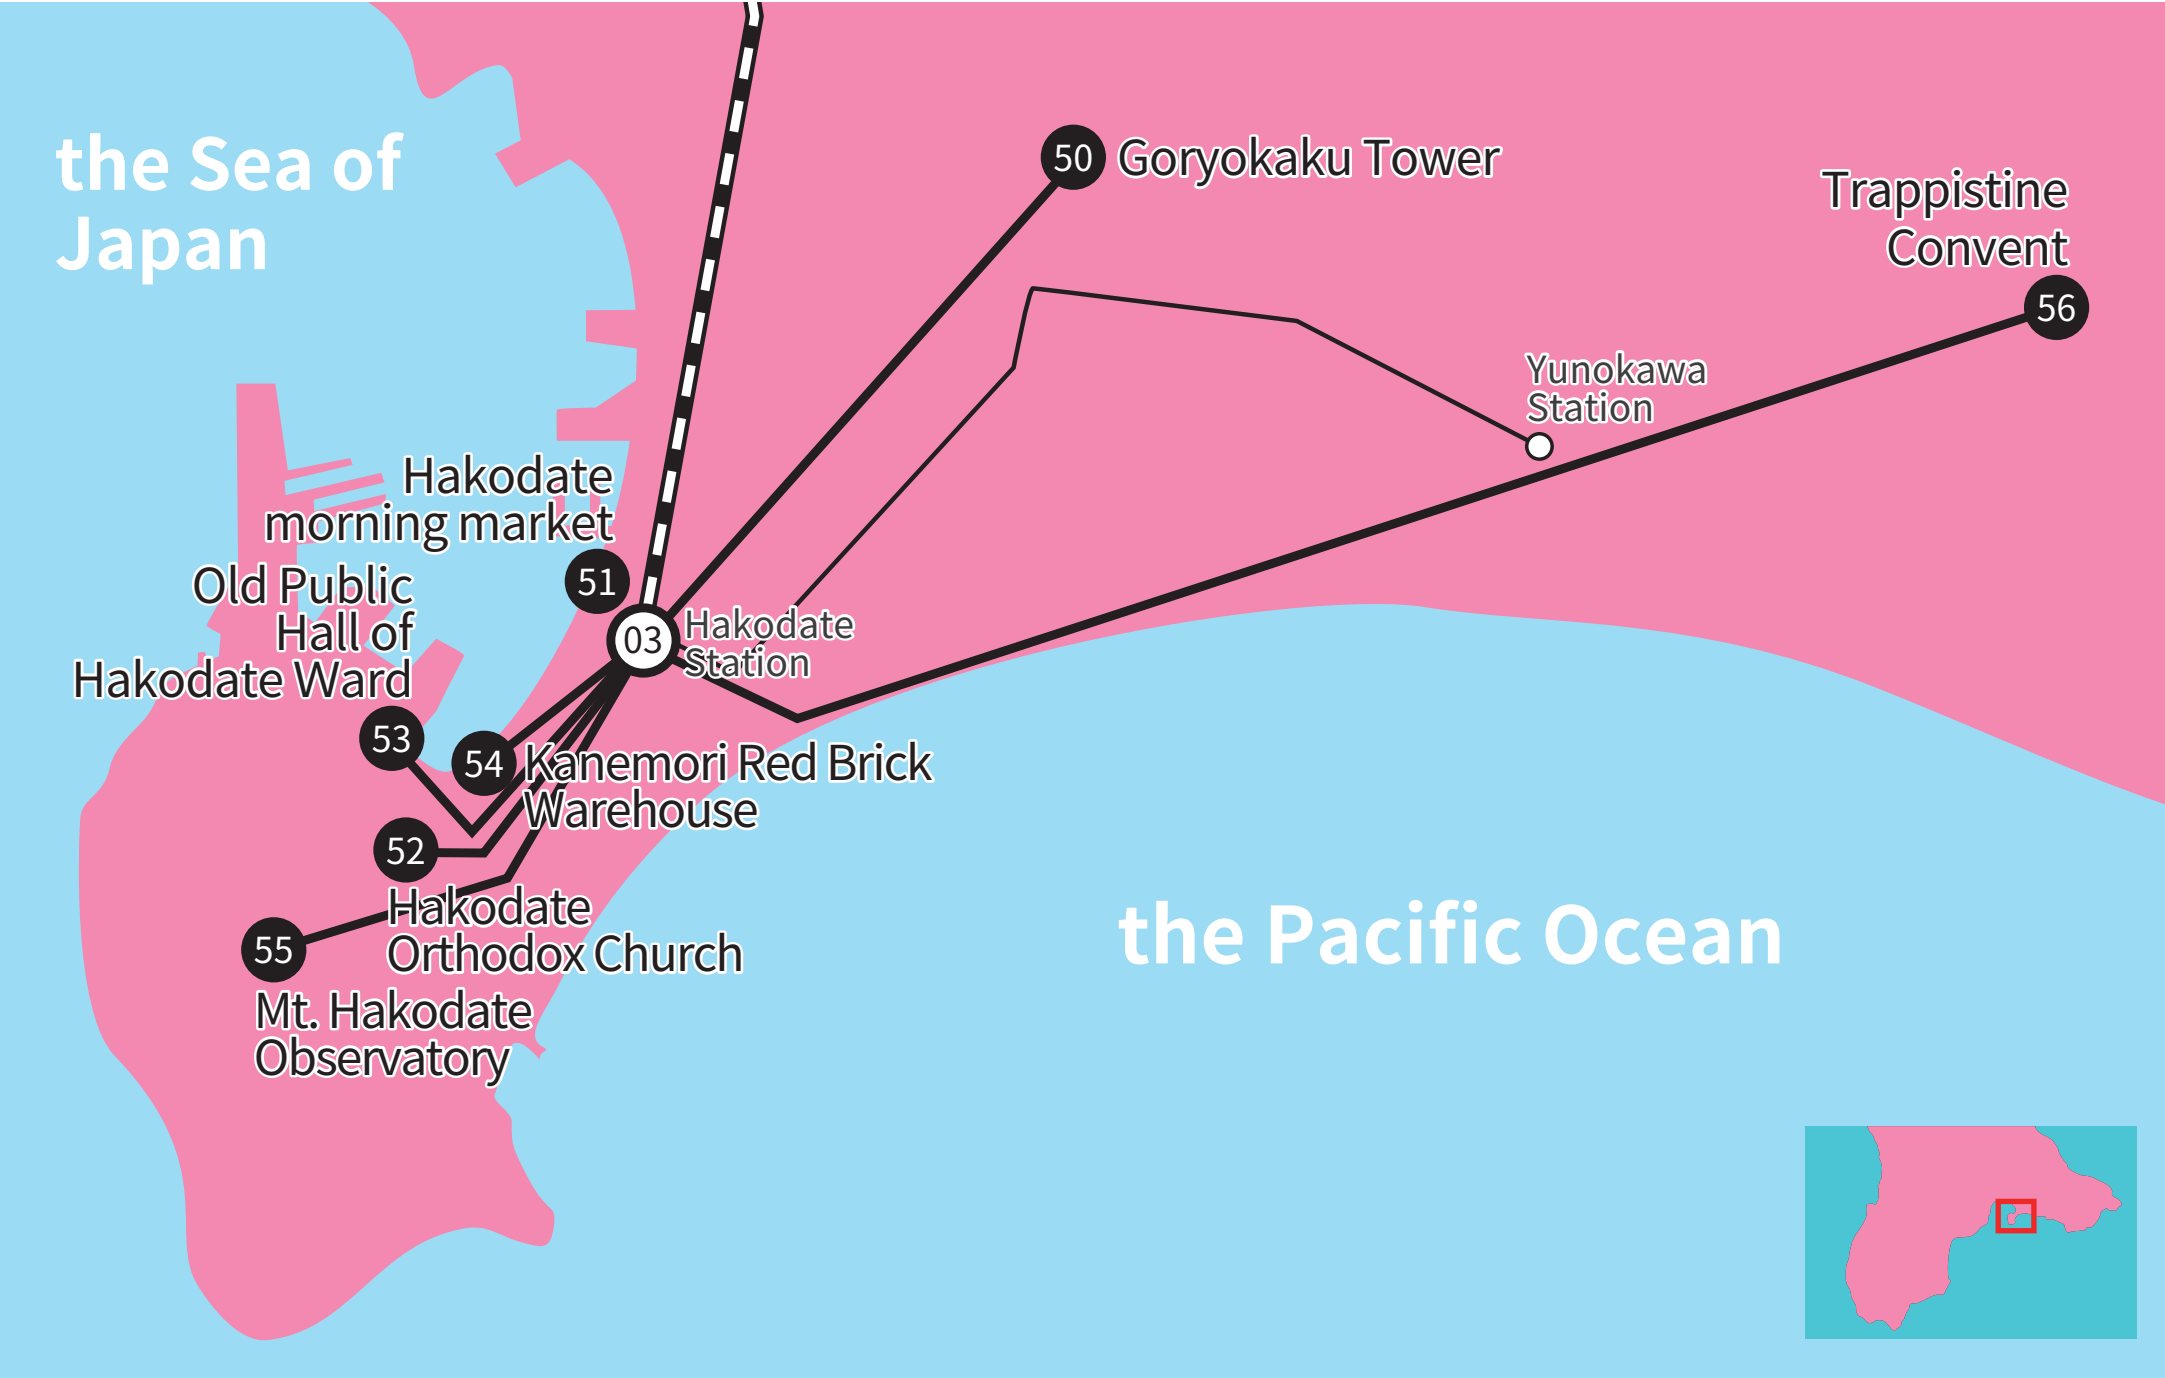 the Sea of
Japan
50 Goryokaku Tower
Trappistine
Convent
56
Yunokawa
Station
Hakodate
morning market
51
Old Public
Hall of
Hakodate Ward
03
Hakodate
Station
53
54
Kanemori Red Brick
Warehouse
52
Hakodate
Orthodox Church
55
Mt. Hakodate
Observatory
the Pacific Ocean